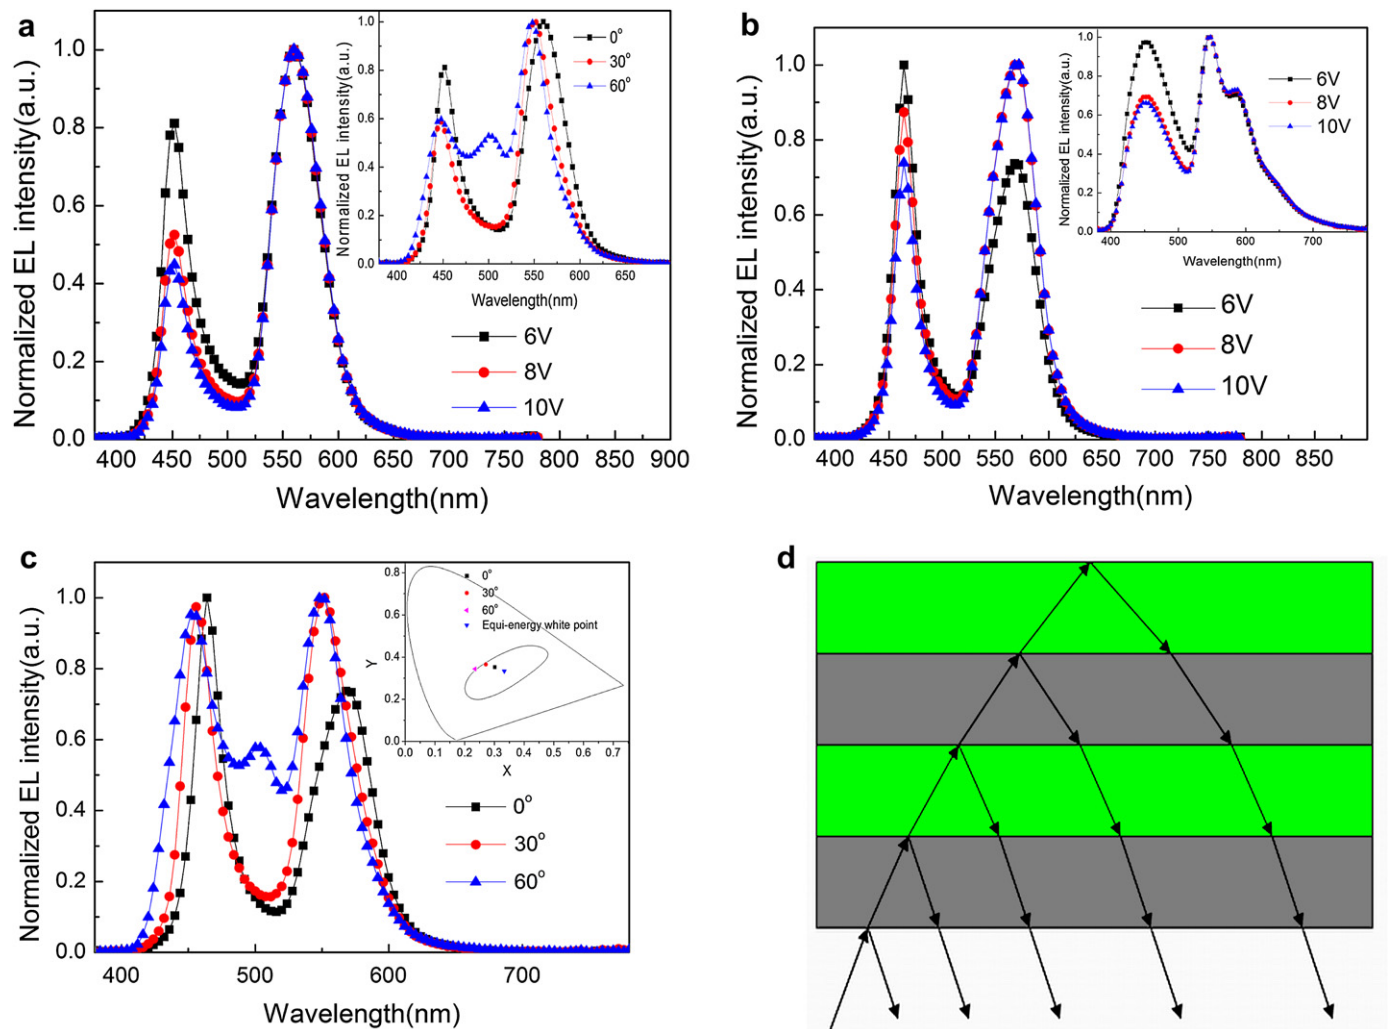 a
Normalized EL intensity(a.u.)
1.0
0.8
0.6
0.4
0.2
0.0
400 450 500 550 600 650 700 750 800 850 900
Wavelength(nm)
6V
8V
10V
Normalized EL intensity(a.u.)
1.0
0.8
0.6
0.4
0.2
0.0
400 450 500 550 600 650
Wavelength(nm)
0°
30°
60°
b
Normalized EL intensity(a.u.)
1.0
0.8
0.6
0.4
0.2
0.0
400 450 500 550 600 650 700 750 800 850
Wavelength(nm)
6V
8V
10V
Normalized EL intensity(a.u.)
1.0
0.8
0.6
0.4
0.2
0.0
400 500 600 700
Wavelength(nm)
6V
8V
10V
c
Normalized EL intensity(a.u.)
1.0
0.8
0.6
0.4
0.2
0.0
400 500 600 700
Wavelength(nm)
0°
30°
60°
Y
0.8
0.6
0.4
0.2
0.0
0.0 0.1 0.2 0.3 0.4 0.5 0.6 0.7
X
0°
30°
60°
Equi-energy white point
d